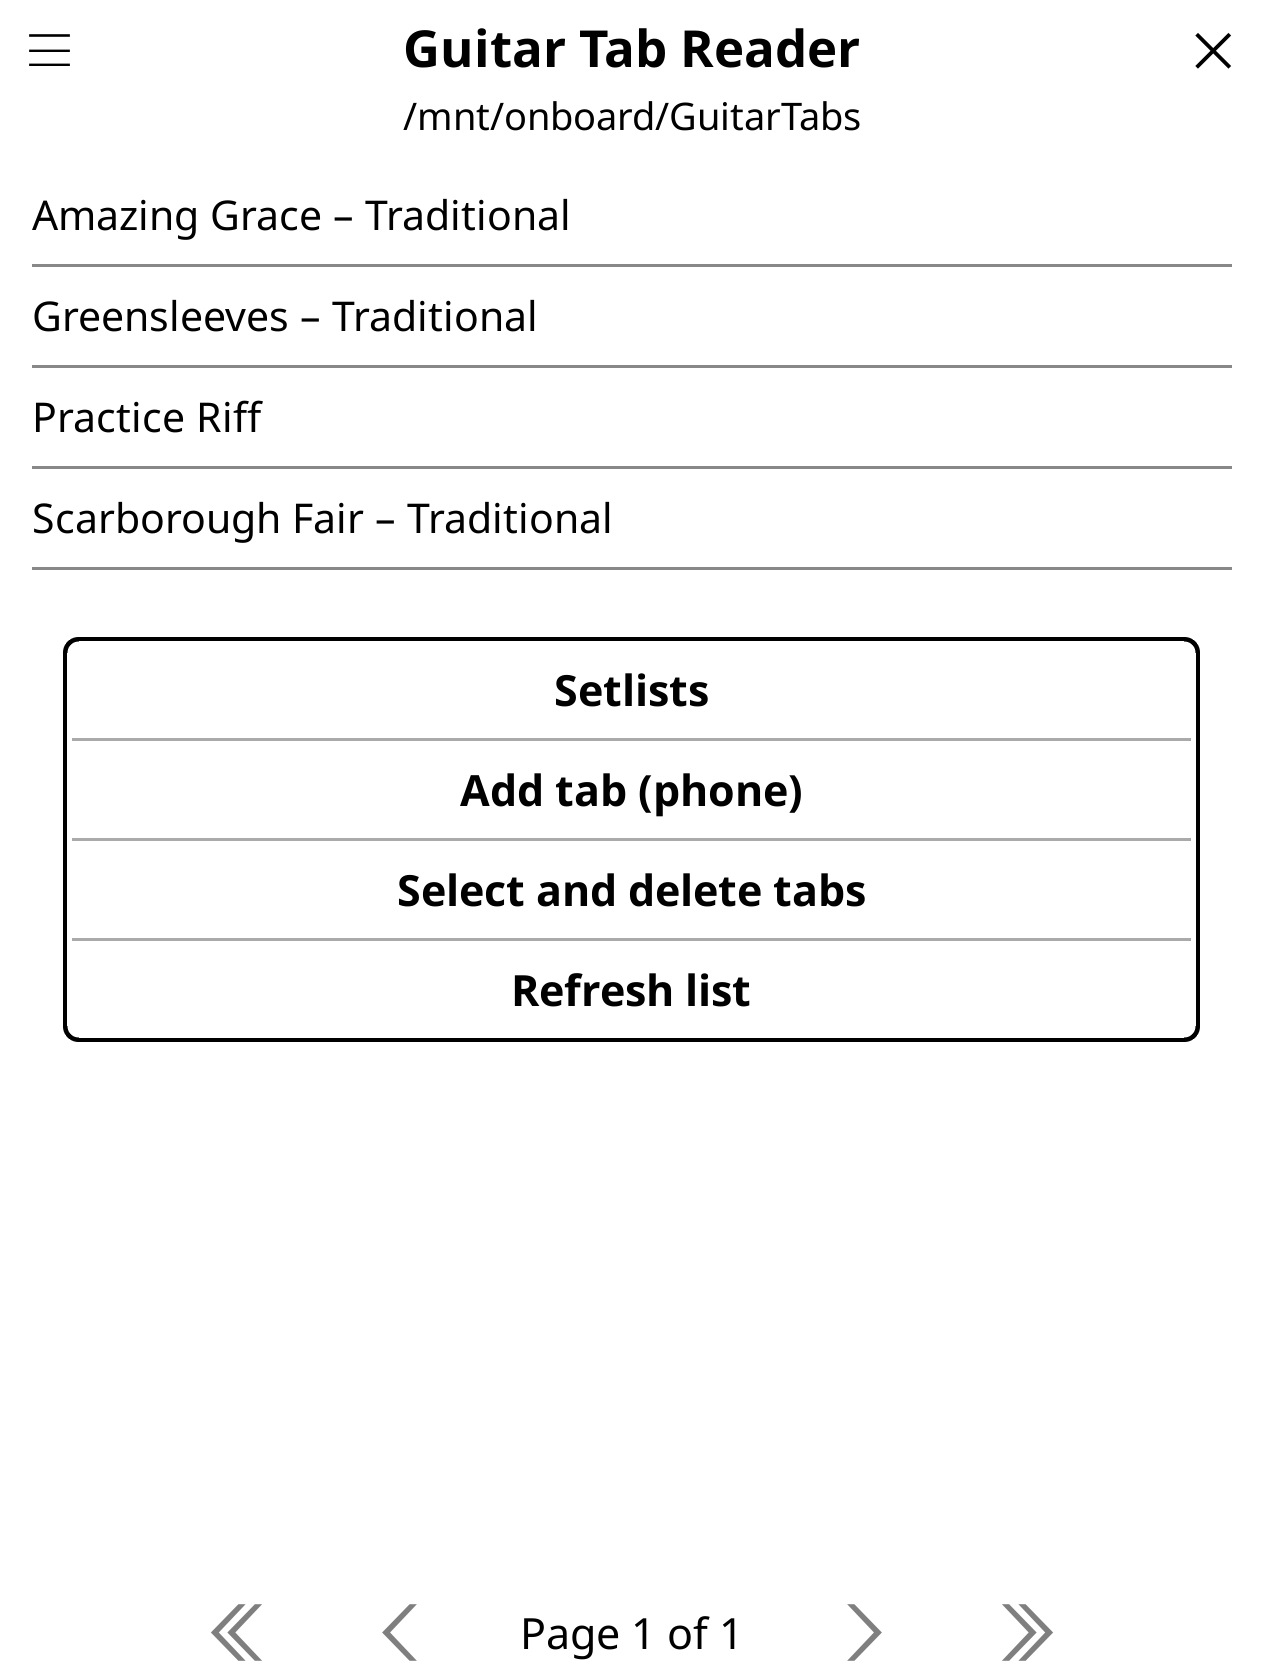 Guitar Tab Reader
/mnt/onboard/GuitarTabs
Amazing Grace – Traditional
Greensleeves – Traditional
Practice Riff
Scarborough Fair – Traditional
Setlists
Add tab (phone)
Select and delete tabs
Refresh list
Page 1 of 1